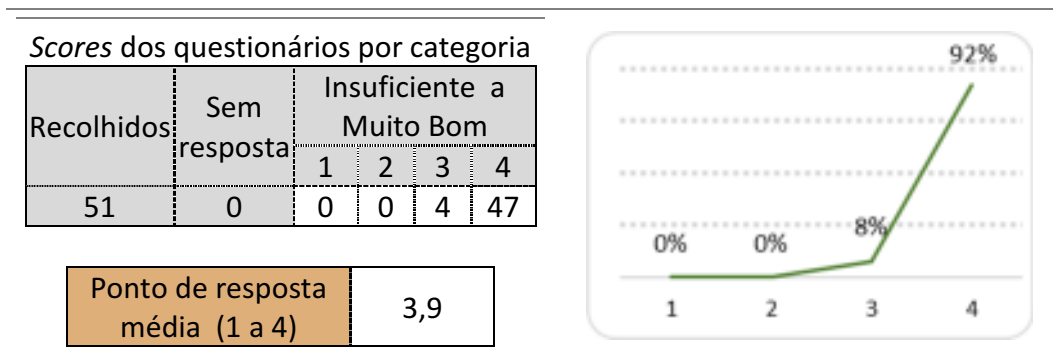 Scores dos questionários por categoria
Recolhidos
Sem
resposta
Insuficiente a
Muito Bom
1 2 3 4
51 0 0 0 4 47
Ponto de resposta
média (1 a 4)
3,9
92%
8%
0% 0%
1 2 3 4